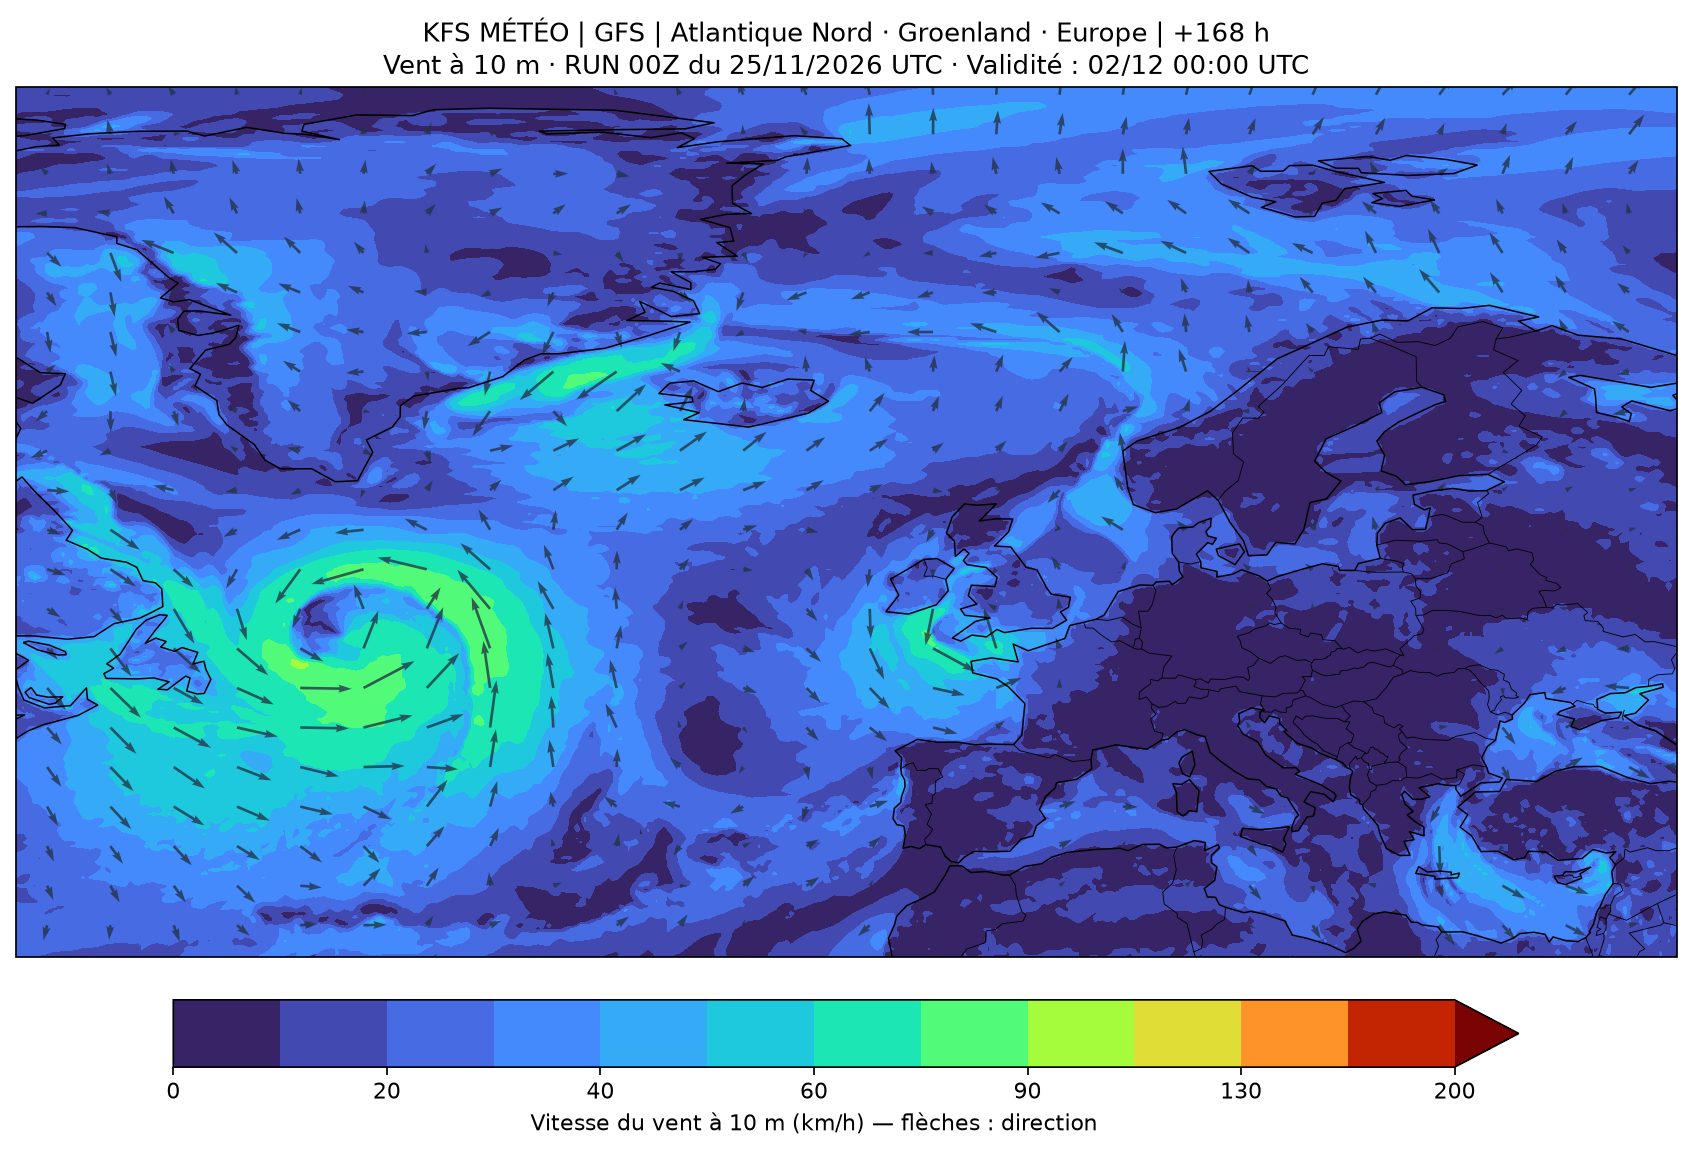 KFS MÉTÉO | GFS | Atlantique Nord · Groenland · Europe | +168 h
Vent à 10 m · RUN 00Z du 25/11/2026 UTC · Validité : 02/12 00:00 UTC
0 20 40 60 90 130 200
Vitesse du vent à 10 m (km/h) — flèches : direction